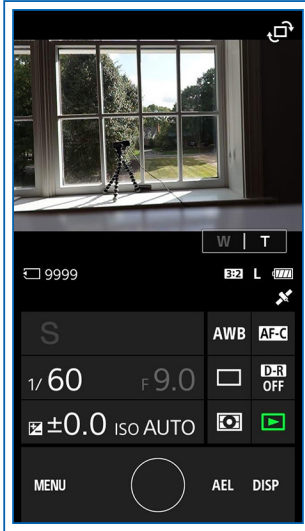 W | T
9999 3:2 L
S AWB AF-C
1/ 60 F 9.0 D-R OFF
±0.0 ISO AUTO
MENU AEL DISP